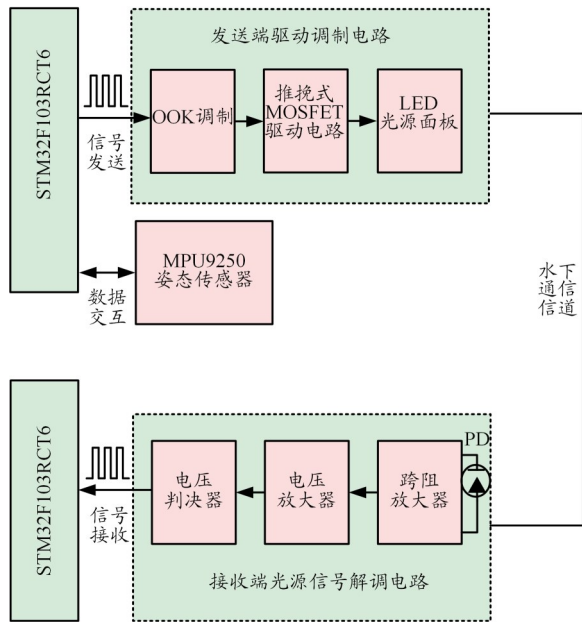 STM32F103RCT6
信号
发送
发送端驱动调制电路
OOK调制
推挽式
MOSFET
驱动电路
LED
光源面板
数据
交互
MPU9250
姿态传感器
水下
通信
信道
STM32F103RCT6
信号
接收
电压
判决器
电压
放大器
跨阻
放大器
PD
接收端光源信号解调电路